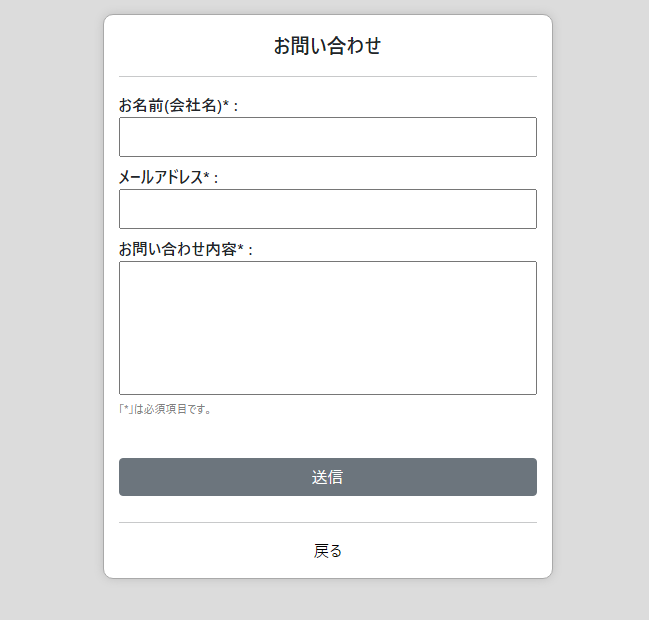 お問い合わせ
お名前(会社名)* :
メールアドレス* :
お問い合わせ内容* :
「*」は必須項目です。
送信
戻る